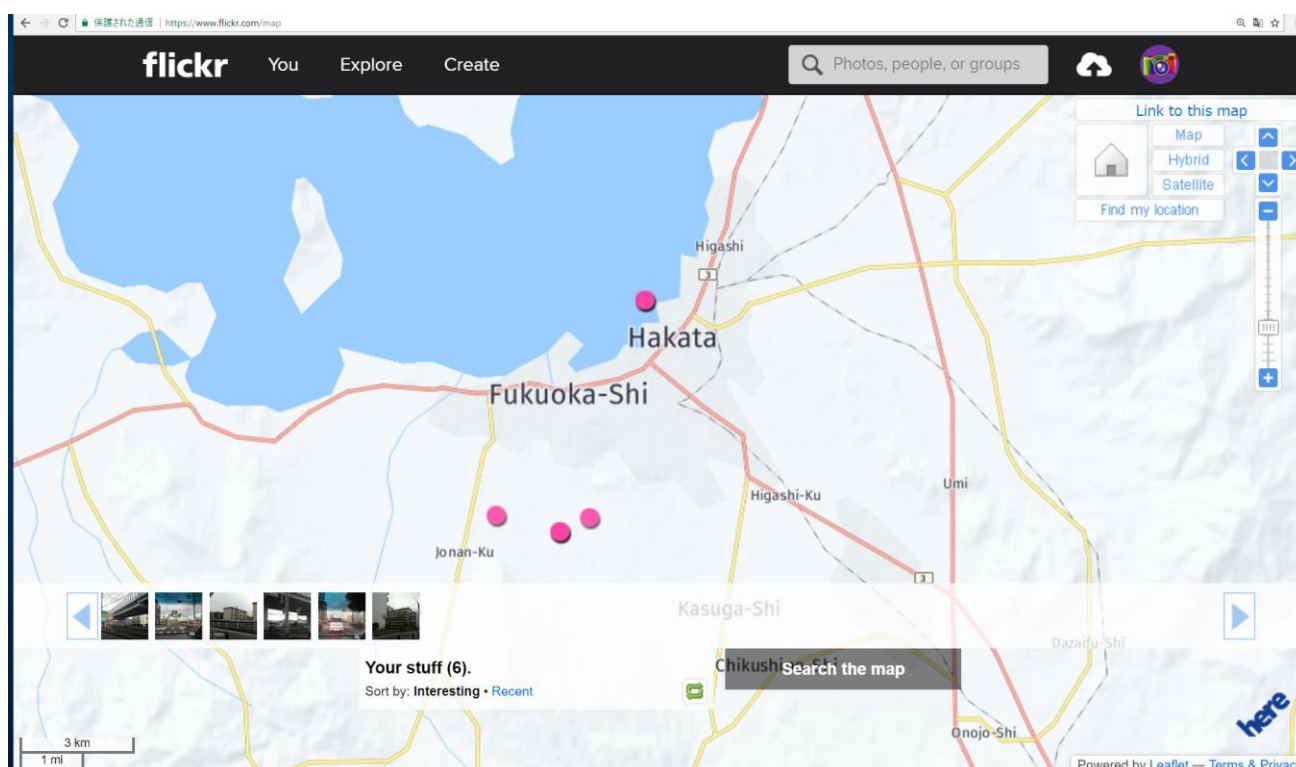 保護された通信 | https://www.flickr.com/map
flickr You Explore Create Photos, people, or groups
Link to this map
Map
Hybrid
Satellite
Find my location
Higashi
3
Hakata
Fukuoka-Shi
Umi
Higashi-Ku
Jonan-Ku
3
Kasuga-Shi
Dazaifu-Shi
Your stuff (6).
Search the map
Sort by: Interesting • Recent
here
Onojo-Shi
3 km
1 mi
Powered by Leaflet — Terms & Privac